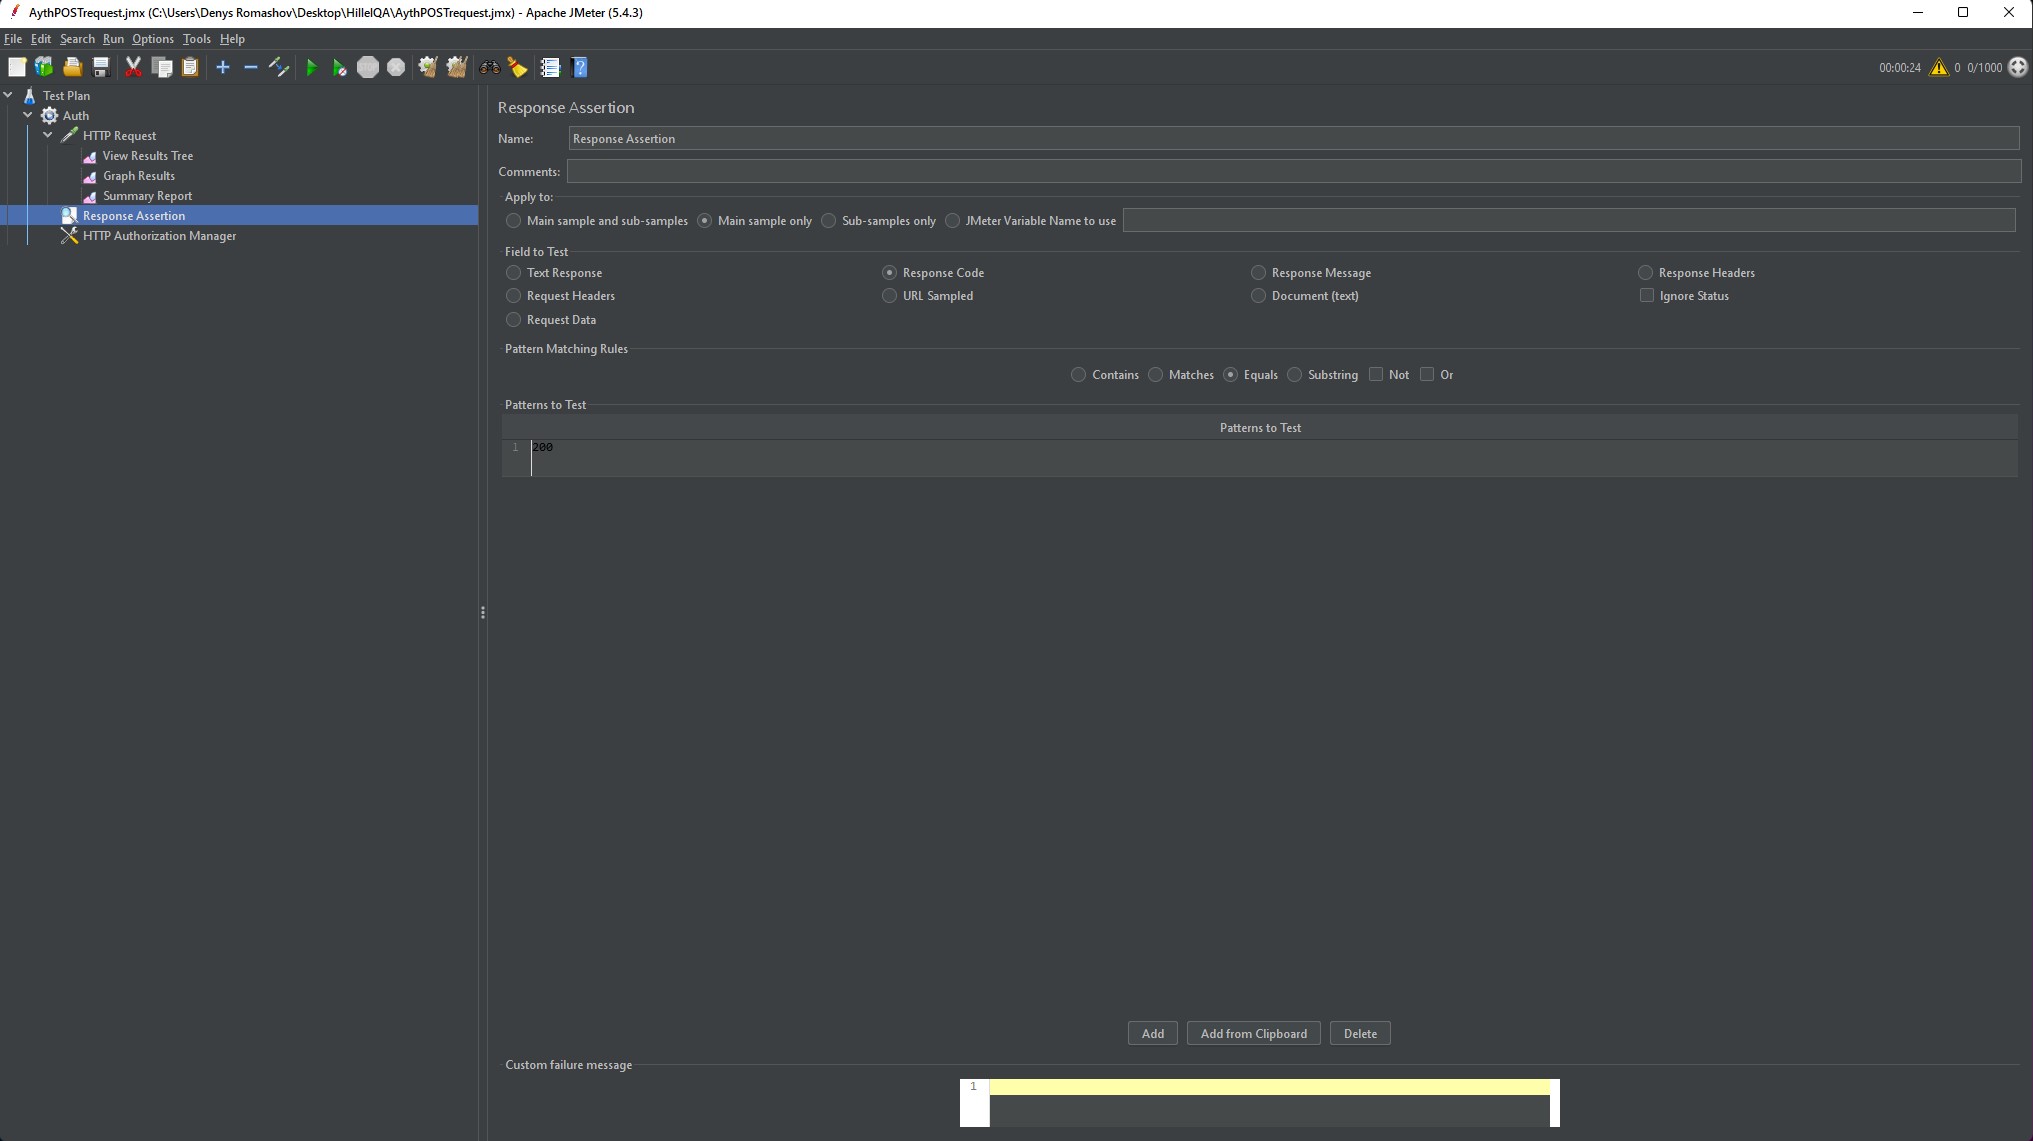 AythPOSTrequest.jmx (C:\Users\Denys Romashov\Desktop\HillelQA\AythPOSTrequest.jmx) - Apache JMeter (5.4.3)
File Edit Search Run Options Tools Help
00:00:24 0 0/1000
Test Plan
Auth
HTTP Request
View Results Tree
Graph Results
Summary Report
Response Assertion
HTTP Authorization Manager
Response Assertion
Name: Response Assertion
Comments:
Apply to:
Main sample and sub-samples Main sample only Sub-samples only JMeter Variable Name to use
Field to Test
Text Response Response Code Response Message Response Headers
Request Headers URL Sampled Document (text) Ignore Status
Request Data
Pattern Matching Rules
Contains Matches Equals Substring Not Or
Patterns to Test
Patterns to Test
1 200
Add Add from Clipboard Delete
Custom failure message
1